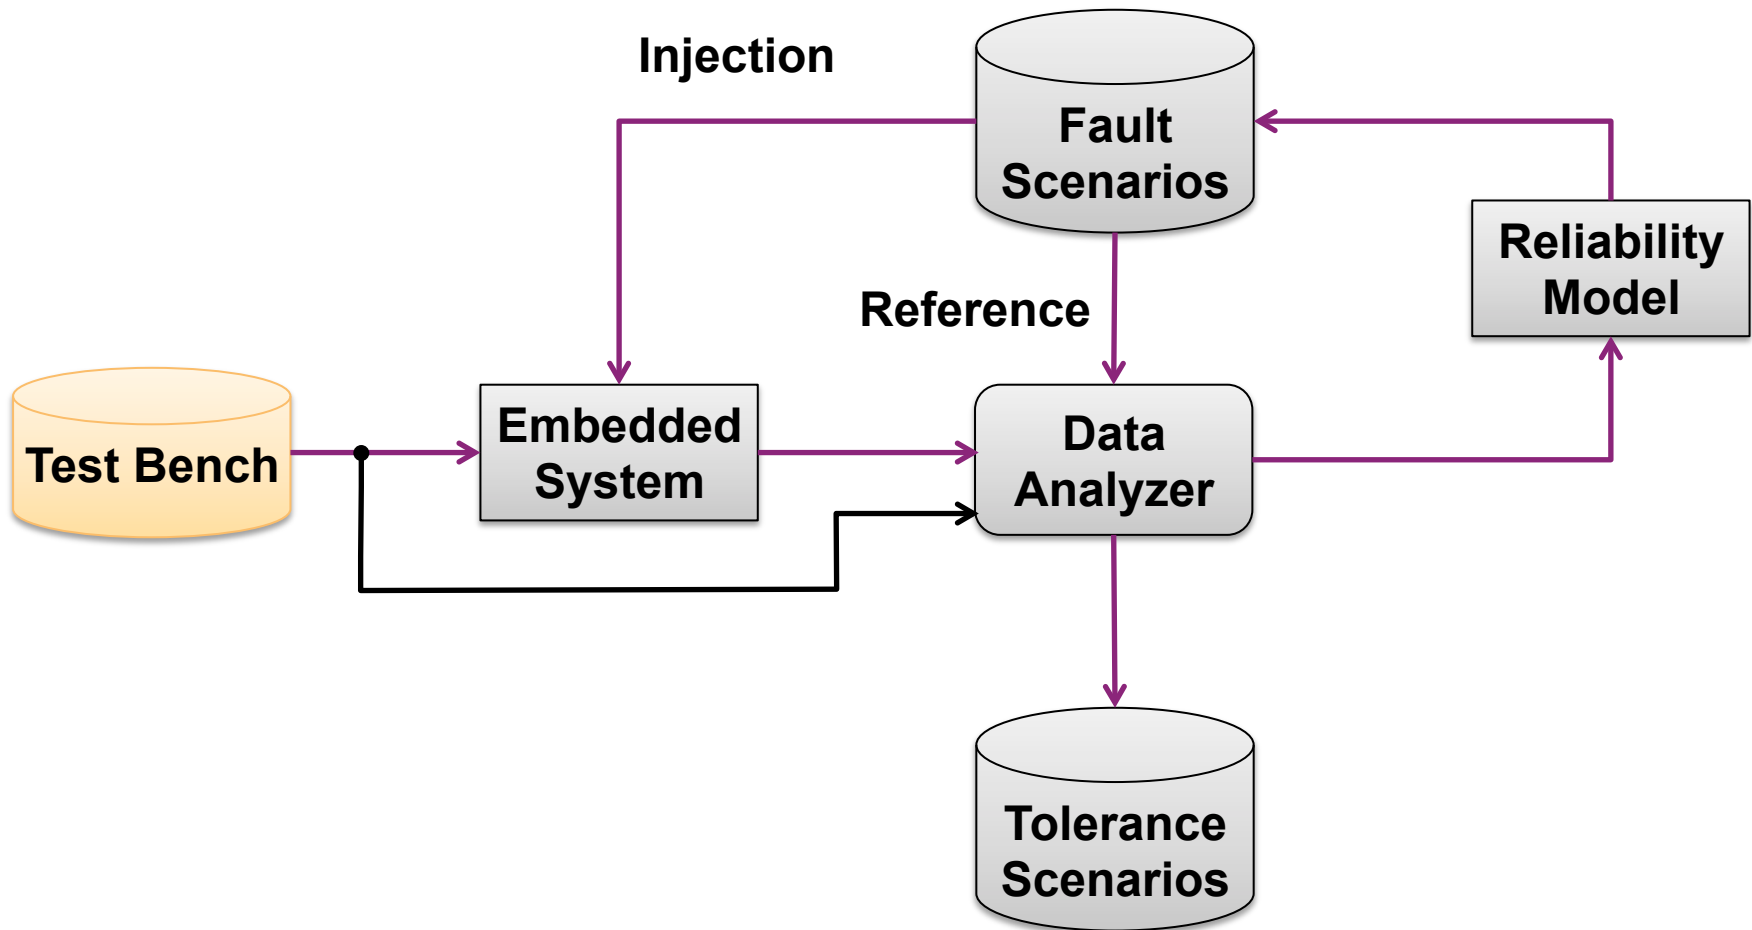 Injection
Fault
Scenarios
Reliability
Model
Reference
Test Bench
Embedded
System
Data
Analyzer
Tolerance
Scenarios